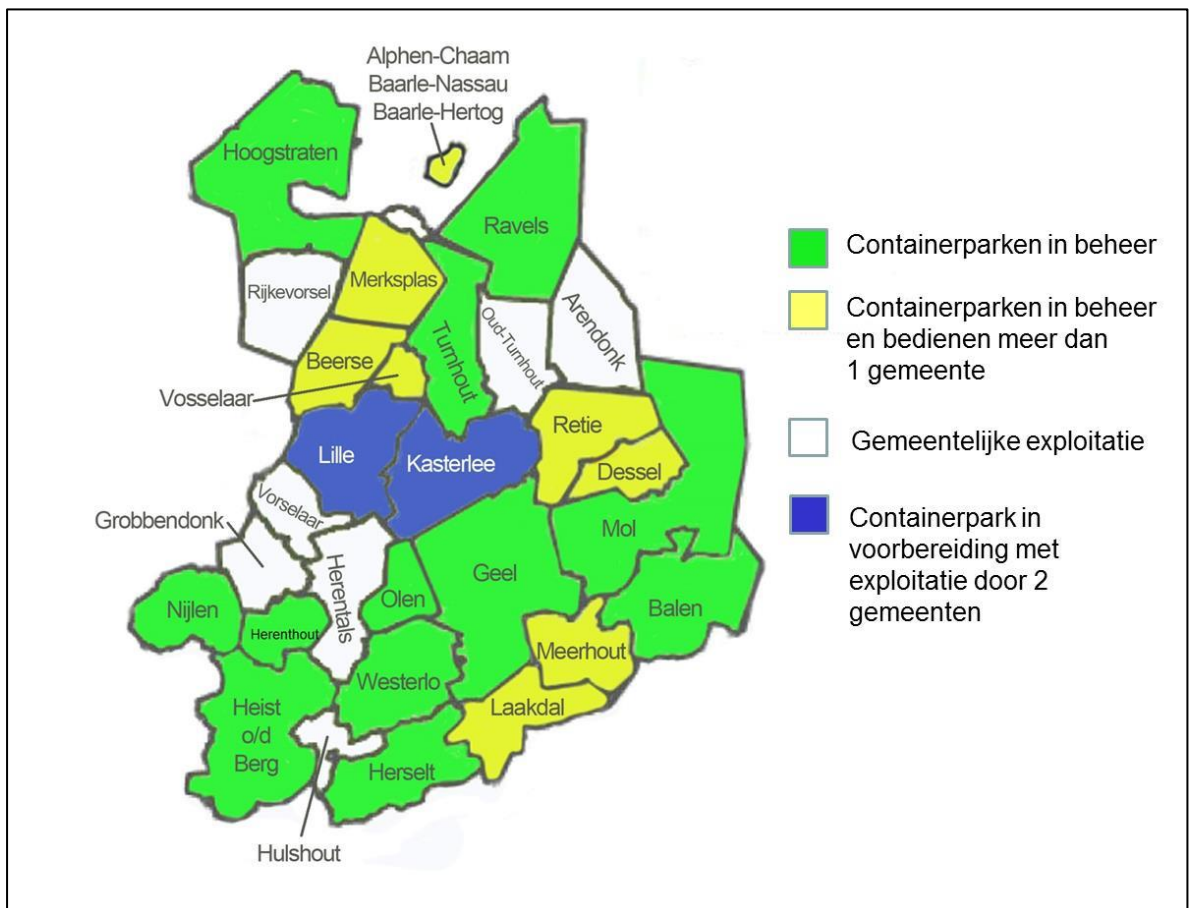 Alphen-Chaam
Baarle-Nassau
Baarle-Hertog
Hoogstraten
Ravels
Rijkevorsel
Merksplas
Turnhout
Oud-Turnhout
Arendonk
Beerse
Vosselaar
Lille
Kasterlee
Retie
Dessel
Vorselaar
Grobbendonk
Herentals
Mol
Geel
Olen
Nijlen
Herenthout
Balen
Meerhout
Westerlo
Laakdal
Heist
o/d
Berg
Herselt
Hulshout
Containerparken in beheer
Containerparken in beheer
en bedienen meer dan
1 gemeente
Gemeentelijke exploitatie
Containerpark in
voorbereiding met
exploitatie door 2
gemeenten